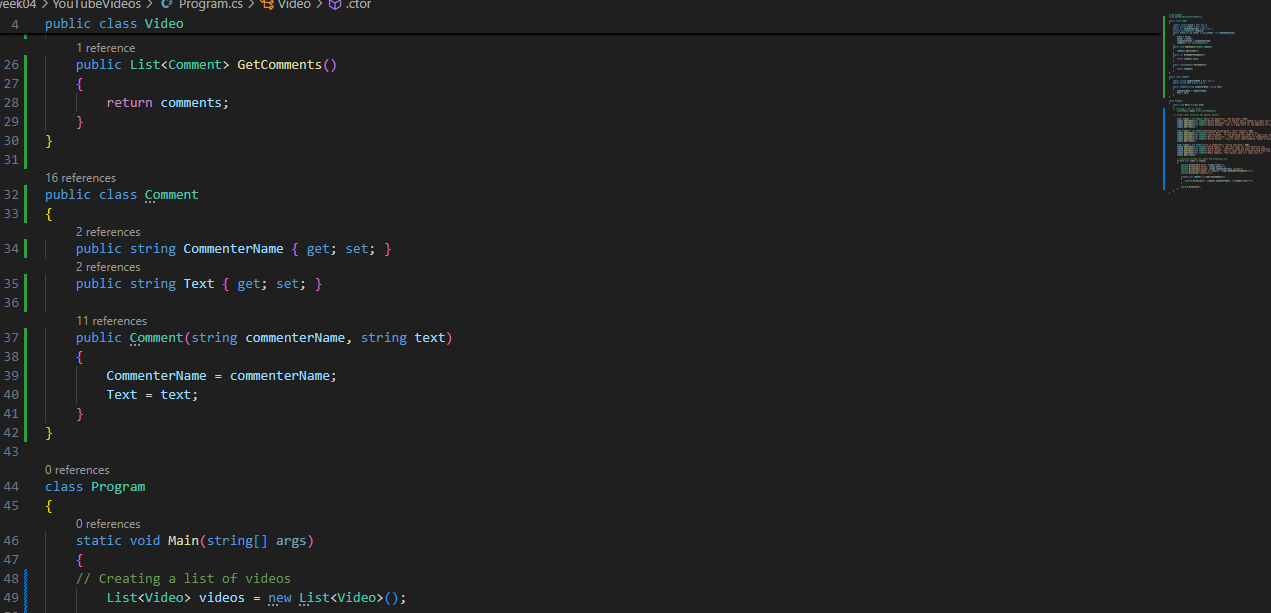 week04 > YouTubeVideos > Program.cs > Video > .ctor
4 public class Video
1 reference
26 public List<Comment> GetComments()
27 {
28 return comments;
29 }
30 }
31
16 references
32 public class Comment
33 {
2 references
34 public string CommenterName { get; set; }
2 references
35 public string Text { get; set; }
36
11 references
37 public Comment(string commenterName, string text)
38 {
39 CommenterName = commenterName;
40 Text = text;
41 }
42 }
43
0 references
44 class Program
45 {
0 references
46 static void Main(string[] args)
47 {
48 // Creating a list of videos
49 List<Video> videos = new List<Video>();